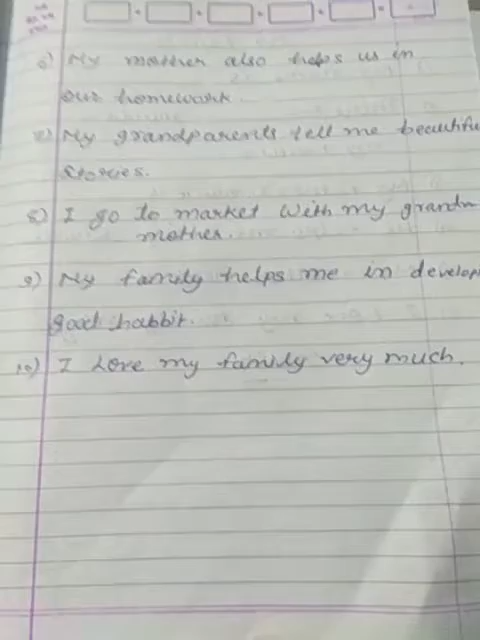 6) My mother also helps us in
our homework.
7) My grandparents tell me beautiful
stories.
8) I go to market with my grand
mother.
9) My family helps me in develop
good habbit.
10) I Love my family very much.